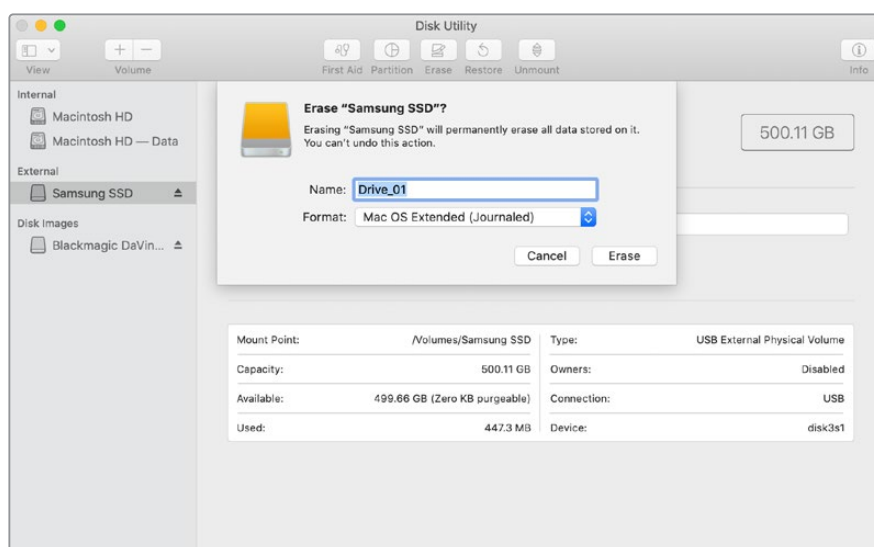 Disk Utility
View
Volume
First Aid Partition Erase Restore Unmount
Info
Internal
Macintosh HD
Macintosh HD — Data
External
Samsung SSD
Disk Images
Blackmagic DaVin...
Erase “Samsung SSD”?
Erasing “Samsung SSD” will permanently erase all data stored on it.
You can't undo this action.
Name: Drive_01
Format: Mac OS Extended (Journaled)
Cancel Erase
500.11 GB
Mount Point: /Volumes/Samsung SSD
Type: USB External Physical Volume
Capacity: 500.11 GB
Owners: Disabled
Available: 499.66 GB (Zero KB purgeable)
Connection: USB
Used: 447.3 MB
Device: disk3s1